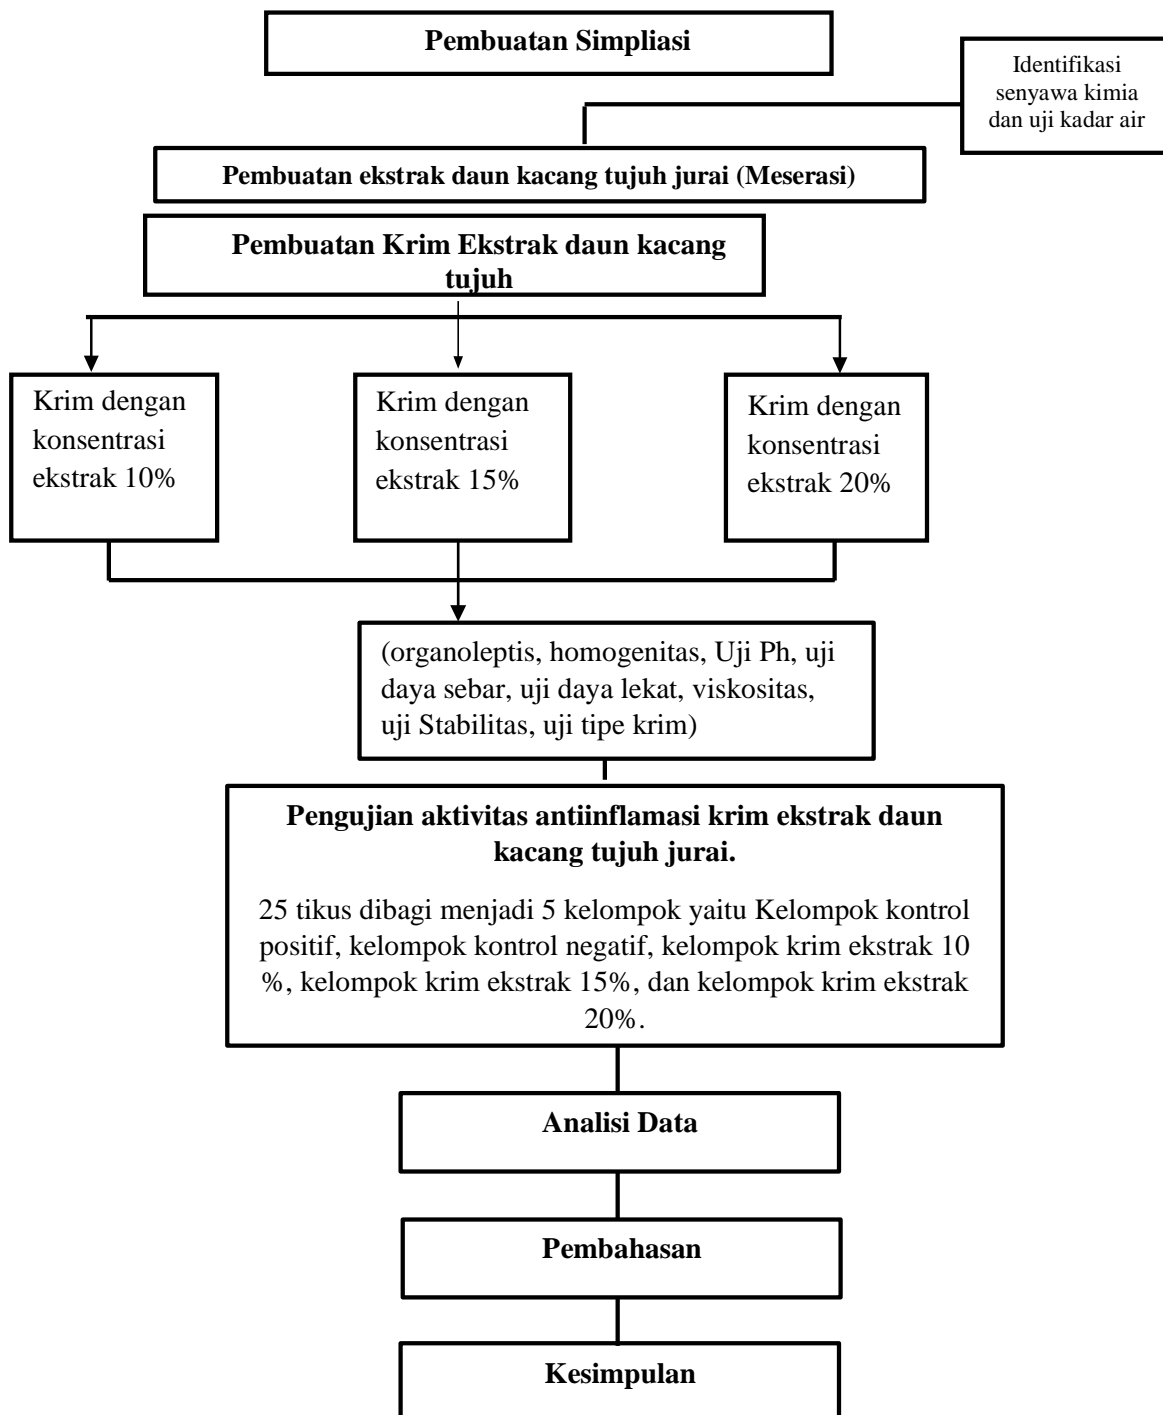 Pembuatan Simpliasi
Identifikasi
senyawa kimia
dan uji kadar air
Pembuatan ekstrak daun kacang tujuh jurai (Meserasi)
Pembuatan Krim Ekstrak daun kacang
tujuh
Krim dengan
konsentrasi
ekstrak 10%
Krim dengan
konsentrasi
ekstrak 15%
Krim dengan
konsentrasi
ekstrak 20%
(organoleptis, homogenitas, Uji Ph, uji
daya sebar, uji daya lekat, viskositas,
uji Stabilitas, uji tipe krim)
Pengujian aktivitas antiinflamasi krim ekstrak daun
kacang tujuh jurai.
25 tikus dibagi menjadi 5 kelompok yaitu Kelompok kontrol
positif, kelompok kontrol negatif, kelompok krim ekstrak 10
%, kelompok krim ekstrak 15%, dan kelompok krim ekstrak
20%.
Analisi Data
Pembahasan
Kesimpulan